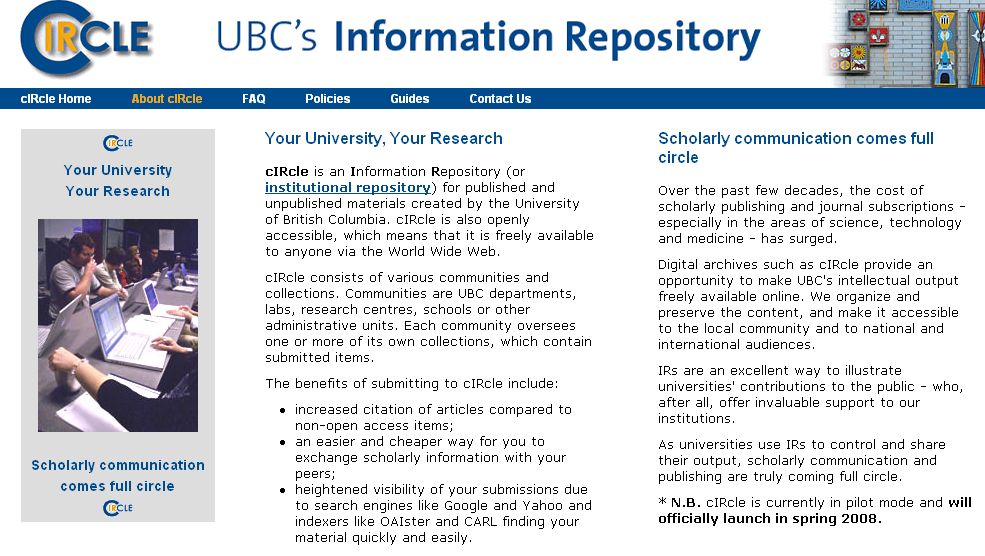 CIRCLE
UBC's Information Repository
cIRcle Home About cIRcle FAQ Policies Guides Contact Us
CIRCLE
Your University
Your Research
Scholarly communication
comes full circle
CIRCLE
Your University, Your Research
cIRcle is an Information Repository (or
institutional repository) for published and
unpublished materials created by the University
of British Columbia. cIRcle is also openly
accessible, which means that it is freely available
to anyone via the World Wide Web.
cIRcle consists of various communities and
collections. Communities are UBC departments,
labs, research centres, schools or other
administrative units. Each community oversees
one or more of its own collections, which contain
submitted items.
The benefits of submitting to cIRcle include:
• increased citation of articles compared to
non-open access items;
• an easier and cheaper way for you to
exchange scholarly information with your
peers;
• heightened visibility of your submissions due
to search engines like Google and Yahoo and
indexers like OAIster and CARL finding your
material quickly and easily.
Scholarly communication comes full
circle
Over the past few decades, the cost of
scholarly publishing and journal subscriptions -
especially in the areas of science, technology
and medicine - has surged.
Digital archives such as cIRcle provide an
opportunity to make UBC's intellectual output
freely available online. We organize and
preserve the content, and make it accessible
to the local community and to national and
international audiences.
IRs are an excellent way to illustrate
universities' contributions to the public - who,
after all, offer invaluable support to our
institutions.
As universities use IRs to control and share
their output, scholarly communication and
publishing are truly coming full circle.
* N.B. cIRcle is currently in pilot mode and will
officially launch in spring 2008.